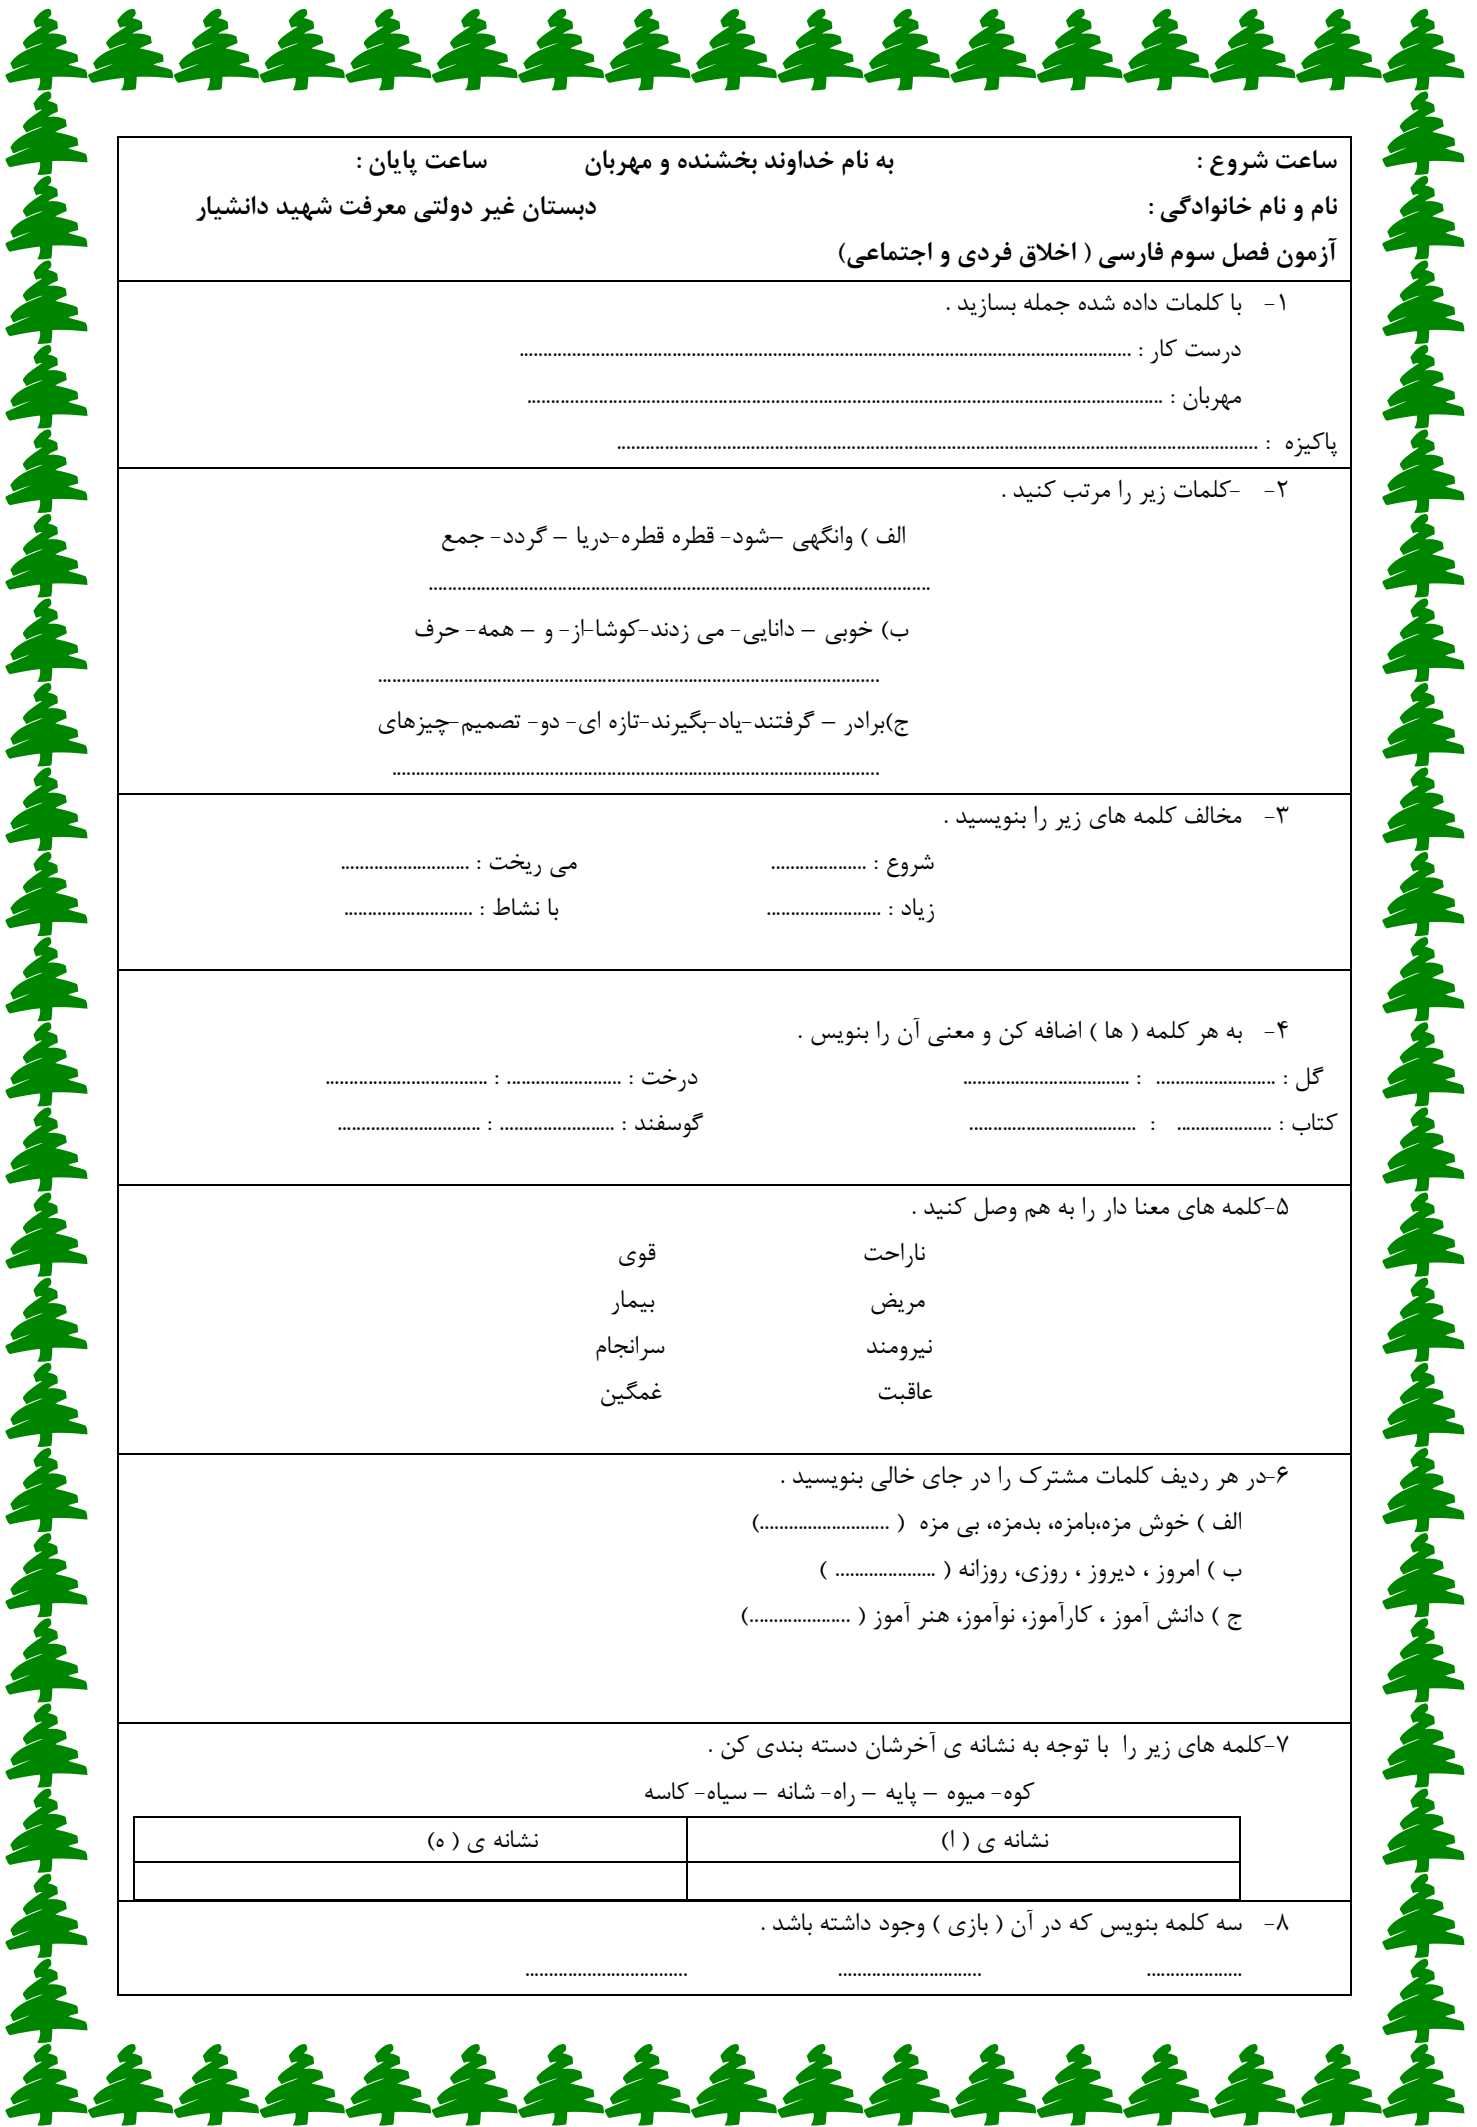 ساعت شروع : به نام خداوند بخشنده و مهربان ساعت پایان :
نام و نام خانوادگی : دبستان غیر دولتی معرفت شهید دانشیار
آزمون فصل سوم فارسی ( اخلاق فردی و اجتماعی)
۱- با کلمات داده شده جمله بسازید .
درست کار : ................................................................................................
مهربان : ................................................................................................
پاکیزه : ................................................................................................
۲- -کلمات زیر را مرتب کنید .
الف ) وانگهی –شود- قطره قطره-دریا – گردد- جمع
................................................................................
ب) خوبی – دانایی- می زدند-کوشا-از- و – همه- حرف
................................................................................
ج)برادر – گرفتند-یاد-بگیرند-تازه ای- دو- تصمیم-چیزهای
................................................................................
۳- مخالف کلمه های زیر را بنویسید .
شروع : .................... می ریخت : ...........................
زیاد : ........................ با نشاط : ...........................
۴- به هر کلمه ( ها ) اضافه کن و معنی آن را بنویس .
گل : ......................... : ................................... درخت : ........................ : ..................................
کتاب : .................... : ................................... گوسفند : ........................ : ..............................
۵-کلمه های معنا دار را به هم وصل کنید .
ناراحت قوی
مریض بیمار
نیرومند سرانجام
عاقبت غمگین
۶-در هر ردیف کلمات مشترک را در جای خالی بنویسید .
الف ) خوش مزه،بامزه، بدمزه، بی مزه ( ...........................)
ب ) امروز ، دیروز ، روزی، روزانه ( ..................... )
ج ) دانش آموز ، کارآموز، نوآموز، هنر آموز ( .....................)
۷-کلمه های زیر را با توجه به نشانه ی آخرشان دسته بندی کن .
کوه- میوه – پایه – راه- شانه – سیاه- کاسه
نشانه ی ( ا) نشانه ی ( ه)
۸- سه کلمه بنویس که در آن ( بازی ) وجود داشته باشد .
.................... .............................. ..................................